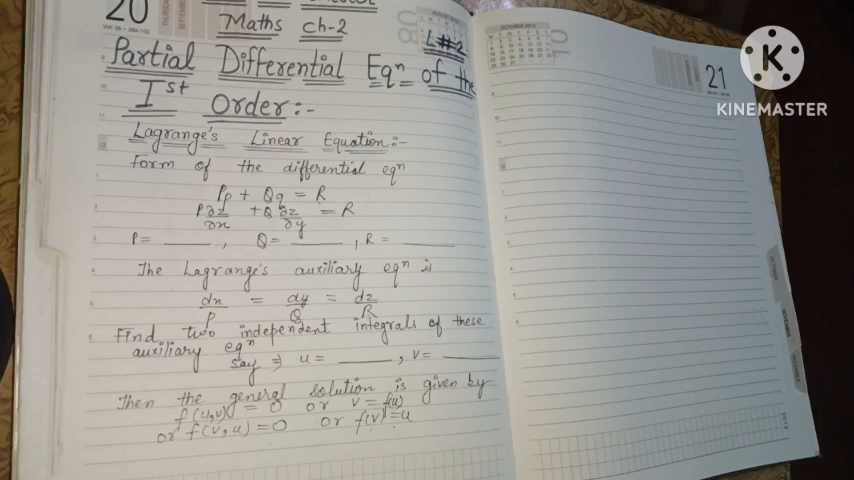 20
Maths ch-2
L#2
Partial Differential Eqn of the
Ist Order:-
Lagrange's Linear Equation:-
Form of the differential eqn
Pp + Qq = R
P∂z/∂x + Q∂z/∂y = R
P= ____ , Q= ____ , R= ____
The Lagrange's auxiliary eqn is
dx/P = dy/Q = dz/R
Find two independent integrals of these
auxiliary eqn
say ⇒ u= ____ , v= ____
Then the general solution is given by
f(u,v) = 0 or v = f(u)
or f(v,u) = 0 or f(v) = u
OCTOBER 2012
21
KINEMASTER